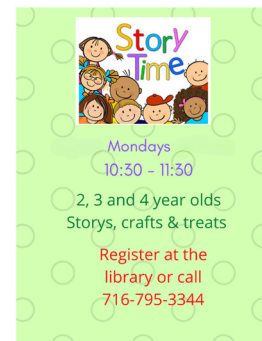 Story
Time
Mondays
10:30 - 11:30
2, 3 and 4 year olds
Storys, crafts & treats
Register at the
library or call
716-795-3344